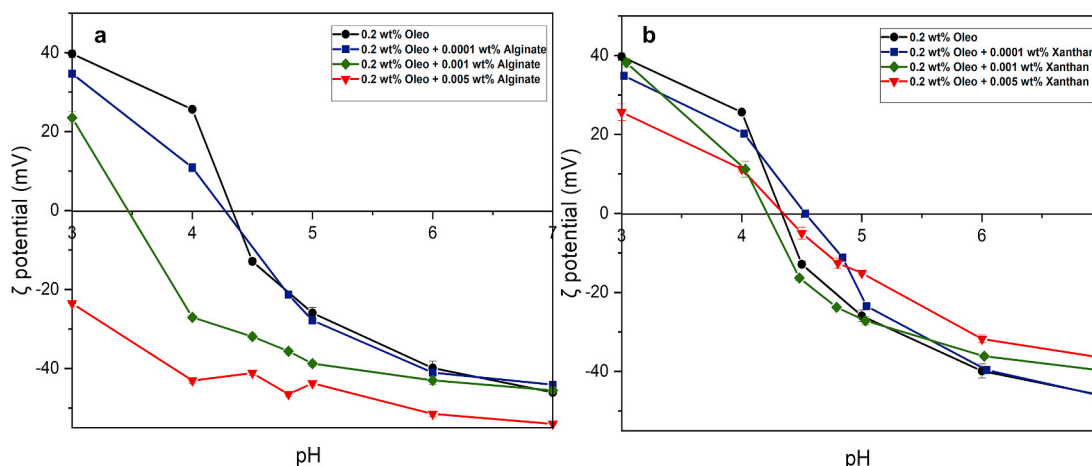 a
0.2 wt% Oleo
0.2 wt% Oleo + 0.0001 wt% Alginate
0.2 wt% Oleo + 0.001 wt% Alginate
0.2 wt% Oleo + 0.005 wt% Alginate
40
20
0
-20
-40
3
4
5
6
7
ζ potential (mV)
pH
b
0.2 wt% Oleo
0.2 wt% Oleo + 0.0001 wt% Xanthan
0.2 wt% Oleo + 0.001 wt% Xanthan
0.2 wt% Oleo + 0.005 wt% Xanthan
40
20
0
-20
-40
3
4
5
6
ζ potential (mV)
pH